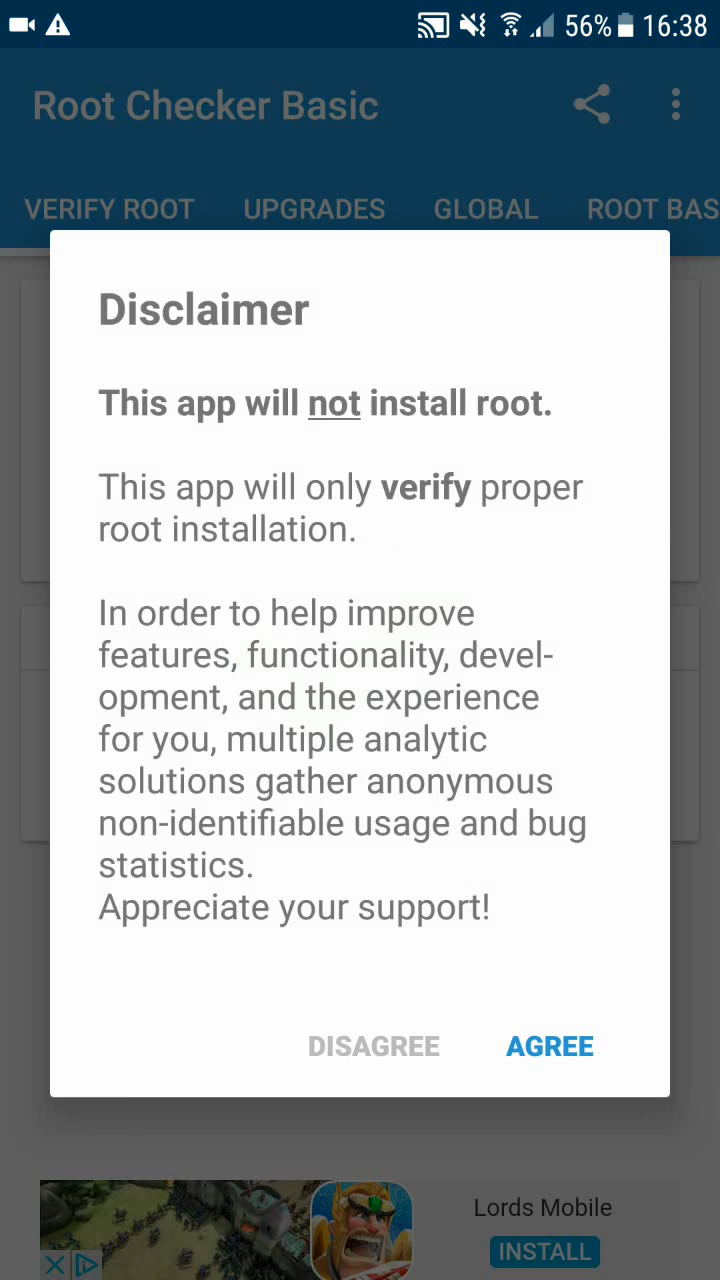 56% 16:38
Root Checker Basic
VERIFY ROOT UPGRADES GLOBAL ROOT BAS
Disclaimer
This app will not install root.
This app will only verify proper
root installation.
In order to help improve
features, functionality, devel-
opment, and the experience
for you, multiple analytic
solutions gather anonymous
non-identifiable usage and bug
statistics.
Appreciate your support!
DISAGREE AGREE
Lords Mobile
INSTALL